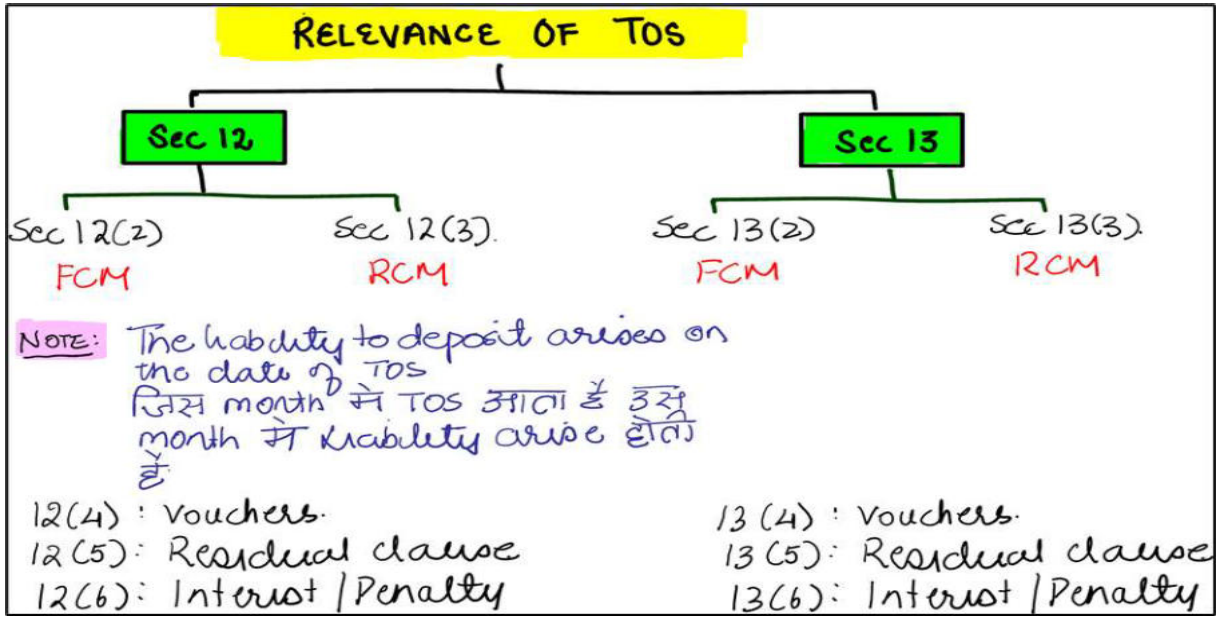 RELEVANCE OF TOS
Sec 12 Sec 13
Sec 12(2) Sec 12(3). Sec 13(2) Sec 13(3).
FCM RCM FCM RCM
NOTE: The liability to deposit arises on
the date of TOS
जिस month में TOS आता है उस
month में liability arise होती
है
12(4) : Vouchers. 13(4) : Vouchers.
12(5): Residual clause 13(5): Residual clause
12(6): Interest / Penalty 13(6): Interest / Penalty